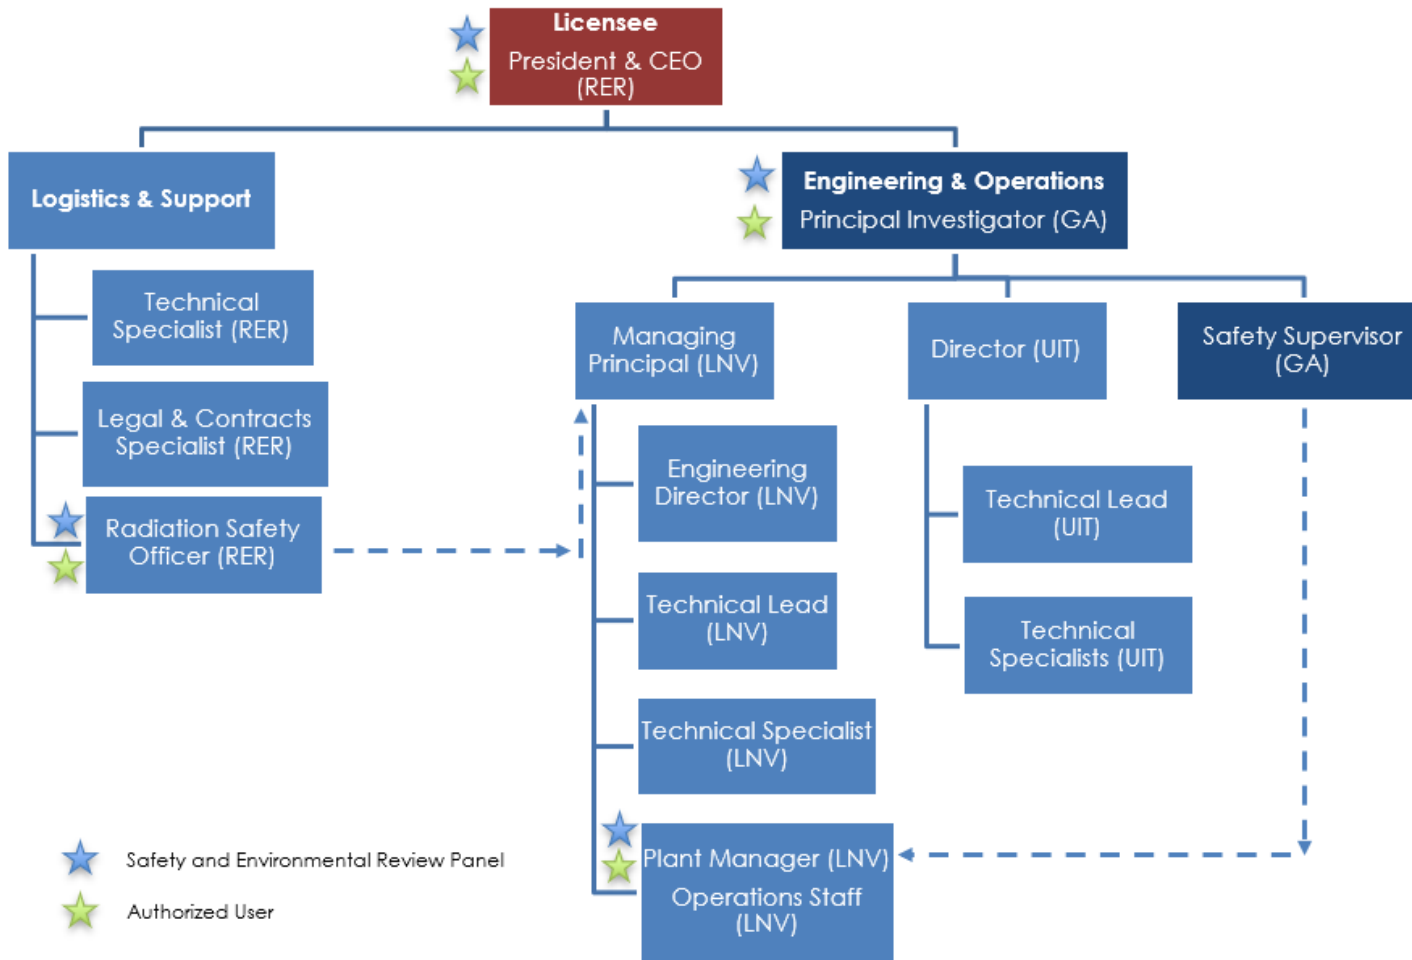 Licensee
President & CEO
(RER)
Logistics & Support
Engineering & Operations
Principal Investigator (GA)
Technical
Specialist (RER)
Legal & Contracts
Specialist (RER)
Radiation Safety
Officer (RER)
Managing
Principal (LNV)
Director (UIT)
Safety Supervisor
(GA)
Engineering
Director (LNV)
Technical Lead
(LNV)
Technical Specialist
(LNV)
Plant Manager (LNV)
Operations Staff
(LNV)
Technical Lead
(UIT)
Technical
Specialists (UIT)
Safety and Environmental Review Panel
Authorized User